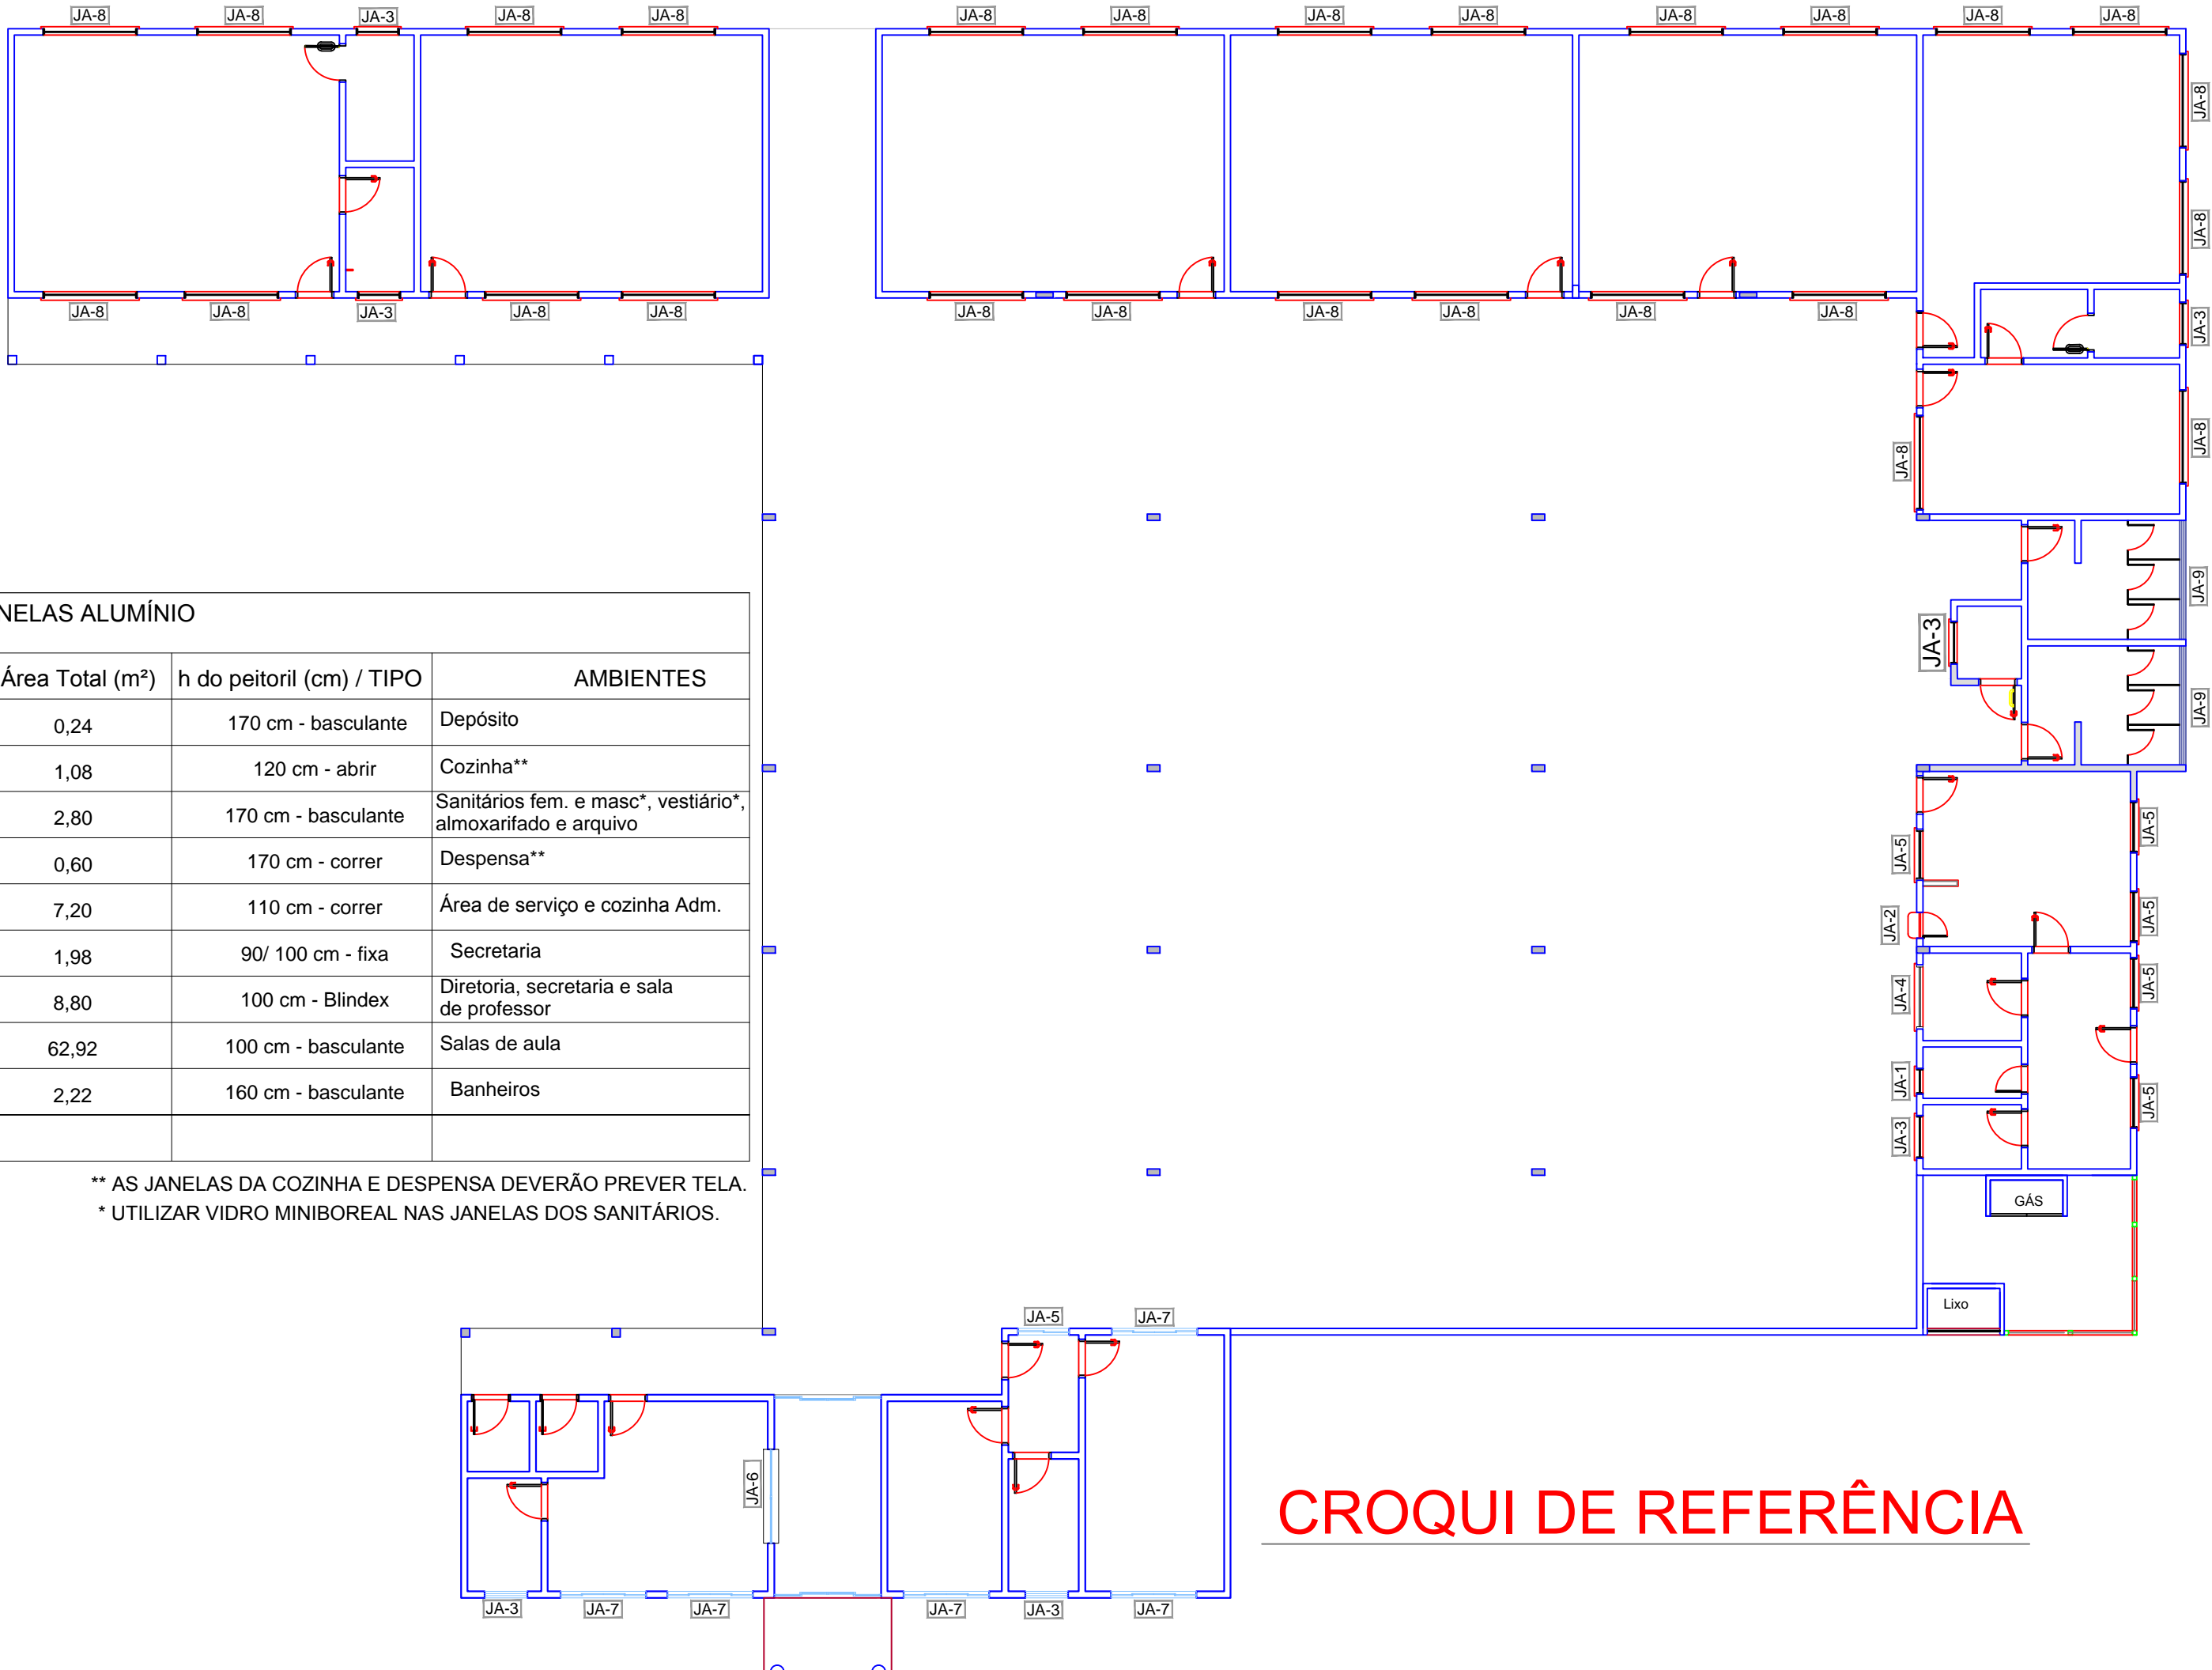 JA-8 JA-8 JA-3 JA-8 JA-8 JA-8 JA-8 JA-8 JA-8 JA-8 JA-8 JA-8 JA-8
JA-8
JA-8
JA-8 JA-8 JA-3 JA-8 JA-8 JA-8 JA-8 JA-8 JA-8 JA-8 JA-8
JA-3
JA-8
JA-8
JA-9
JA-3
JA-9
NELAS ALUMÍNIO
Área Total (m²) h do peitoril (cm) / TIPO AMBIENTES
0,24 170 cm - basculante Depósito
1,08 120 cm - abrir Cozinha**
2,80 170 cm - basculante Sanitários fem. e masc*, vestiário*,
almoxarifado e arquivo
0,60 170 cm - correr Despensa**
7,20 110 cm - correr Área de serviço e cozinha Adm.
1,98 90/ 100 cm - fixa Secretaria
8,80 100 cm - Blindex Diretoria, secretaria e sala
de professor
62,92 100 cm - basculante Salas de aula
2,22 160 cm - basculante Banheiros
** AS JANELAS DA COZINHA E DESPENSA DEVERÃO PREVER TELA.
* UTILIZAR VIDRO MINIBOREAL NAS JANELAS DOS SANITÁRIOS.
JA-5
JA-5
JA-2
JA-5
JA-4
JA-5
JA-1
JA-5
JA-3
GÁS
Lixo
JA-5 JA-7
JA-6
JA-3 JA-7 JA-7 JA-7 JA-3 JA-7
CROQUI DE REFERÊNCIA